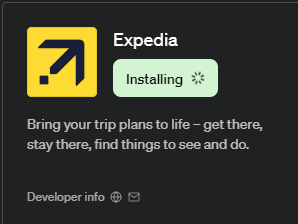 Expedia
Installing
Bring your trip plans to life – get there,
stay there, find things to see and do.
Developer info